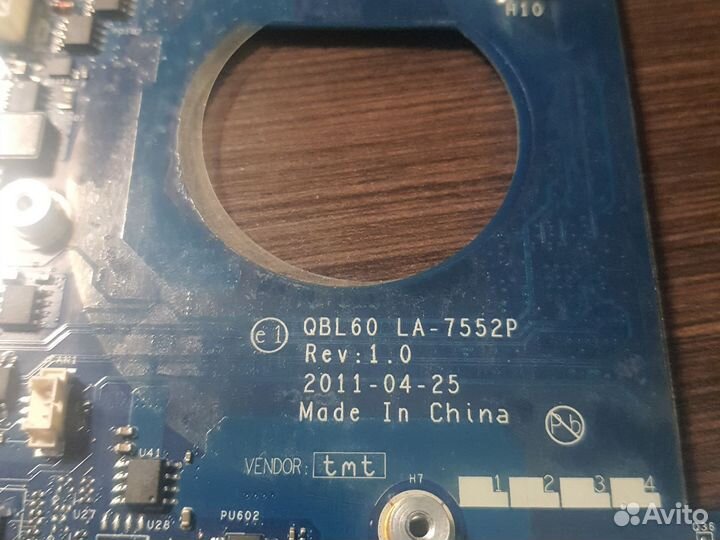 H10
e1 QBL60 LA-7552P
Rev:1.0
2011-04-25
Made In China
Pb
VENDOR: tmt
U41
H7
1 2 3 4
U27
U28
PU602
Q36
Avito